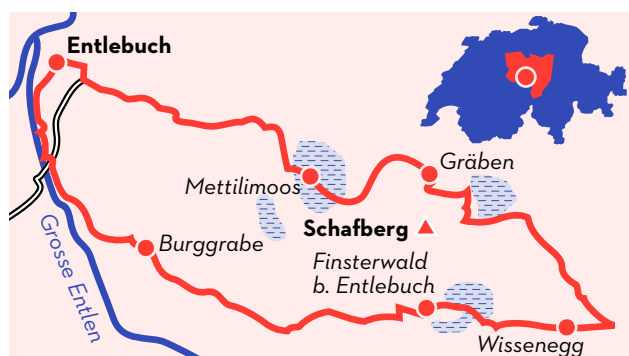 Entlebuch
Gräben
Mettilimoos
Schafberg
Burggrabe
Finsterwald
b. Entlebuch
Grosse Entlen
Wissenegg